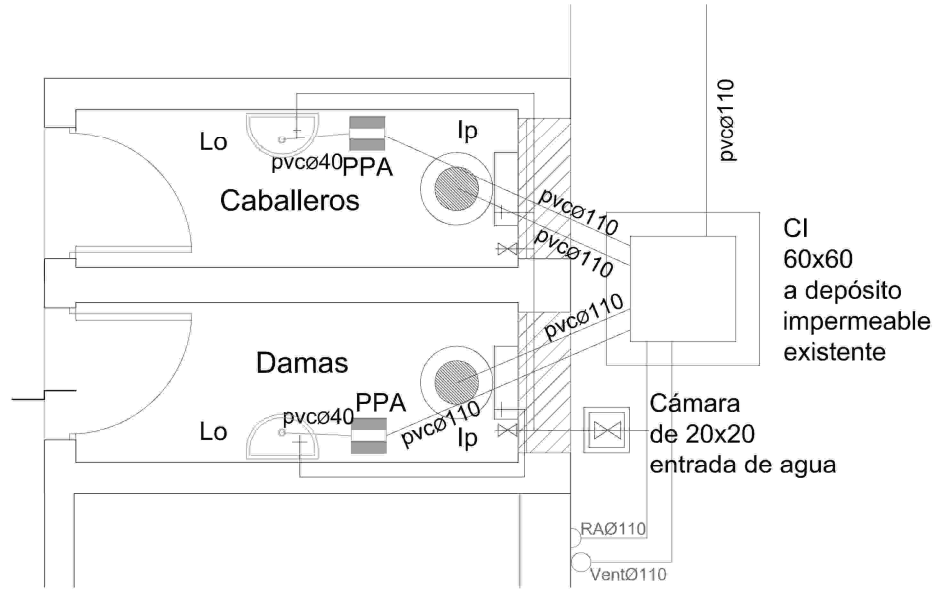 pvcø110
Lo
Ip
pvcø40
PPA
Caballeros
pvcø110
pvcø110
CI
60x60
a depósito
impermeable
existente
pvcø110
Damas
PPA
pvcø40
pvcø110
Lo
Ip
Cámara
de 20x20
entrada de agua
RAØ110
VentØ110